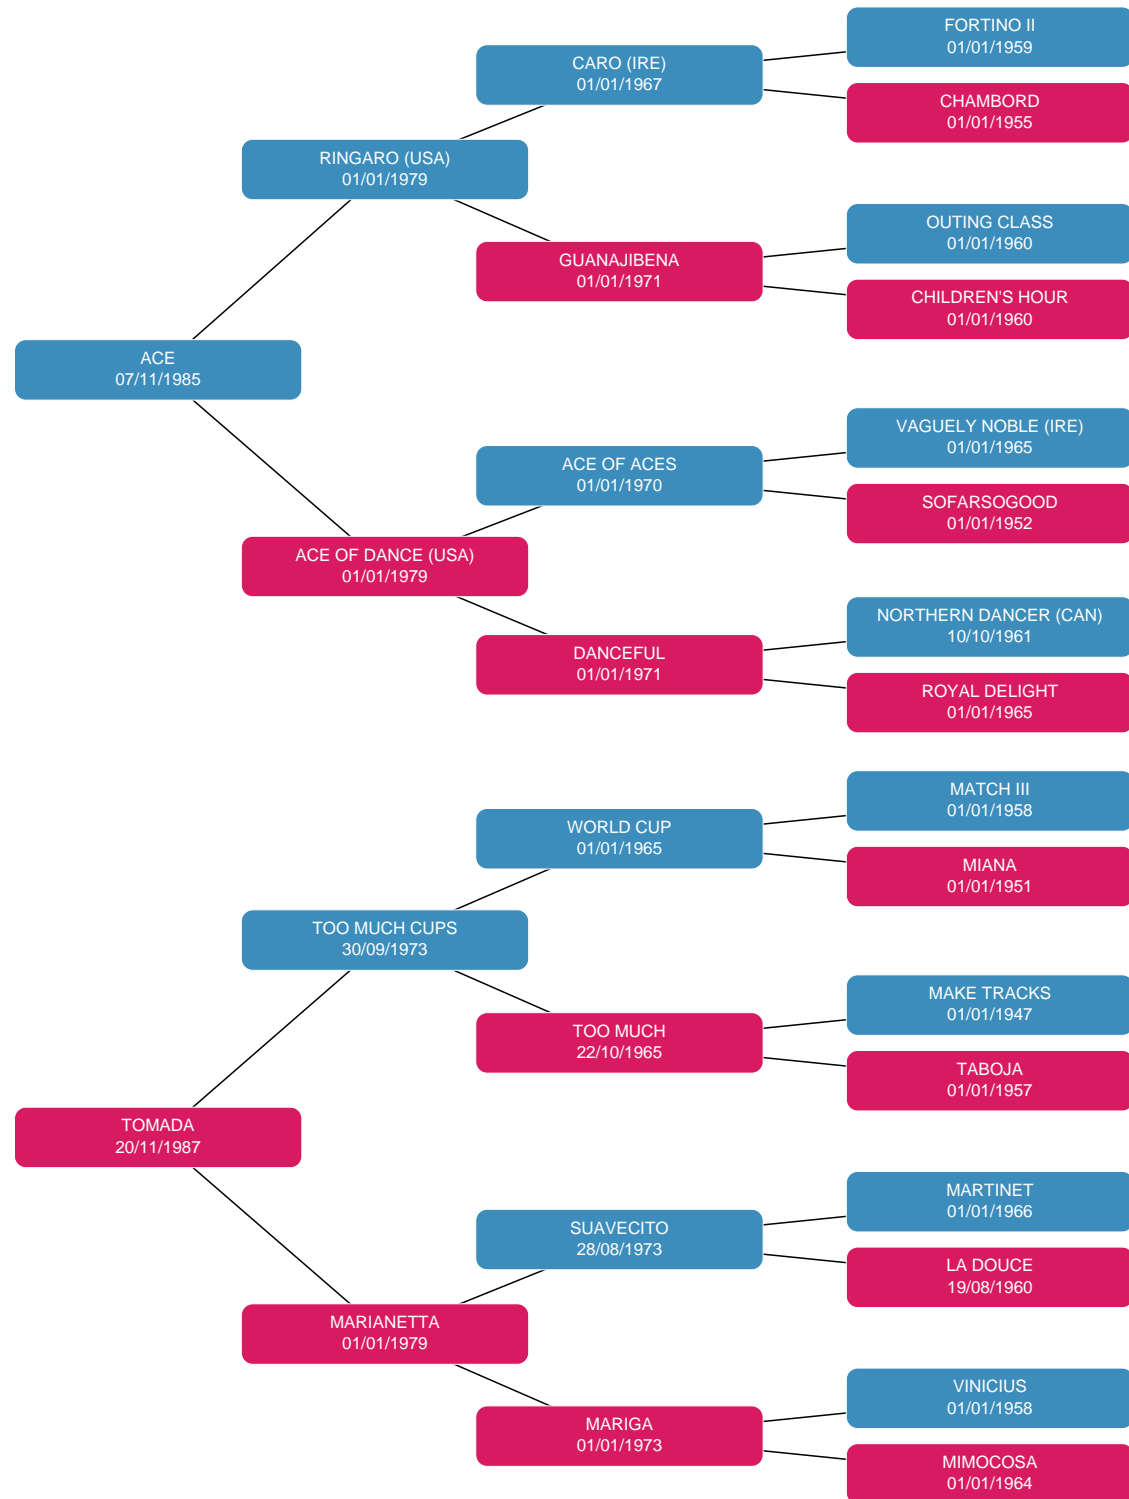 FORTINO II
01/01/1959
CARO (IRE)
01/01/1967
CHAMBORD
01/01/1955
RINGARO (USA)
01/01/1979
OUTING CLASS
01/01/1960
GUANAJIBENA
01/01/1971
CHILDREN'S HOUR
01/01/1960
ACE
07/11/1985
VAGUELY NOBLE (IRE)
01/01/1965
ACE OF ACES
01/01/1970
SOFARSOGOOD
01/01/1952
ACE OF DANCE (USA)
01/01/1979
NORTHERN DANCER (CAN)
10/10/1961
DANCEFUL
01/01/1971
ROYAL DELIGHT
01/01/1965
MATCH III
01/01/1958
WORLD CUP
01/01/1965
MIANA
01/01/1951
TOO MUCH CUPS
30/09/1973
MAKE TRACKS
01/01/1947
TOO MUCH
22/10/1965
TABOJA
01/01/1957
TOMADA
20/11/1987
MARTINET
01/01/1966
SUAVECITO
28/08/1973
LA DOUCE
19/08/1960
MARIANETTA
01/01/1979
VINICIUS
01/01/1958
MARIGA
01/01/1973
MIMOCOSA
01/01/1964